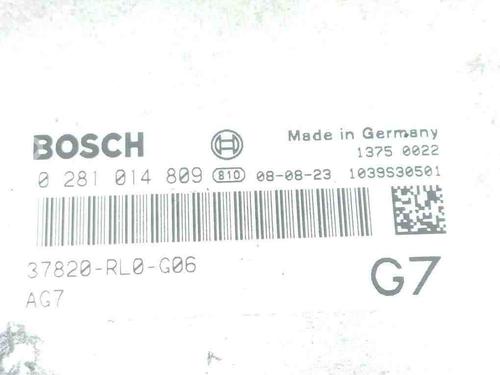 BOSCH
Made in Germany
1375 0022
0 281 014 809 810 08-08-23 1039S30501
37820-RL0-G06
AG7
G7